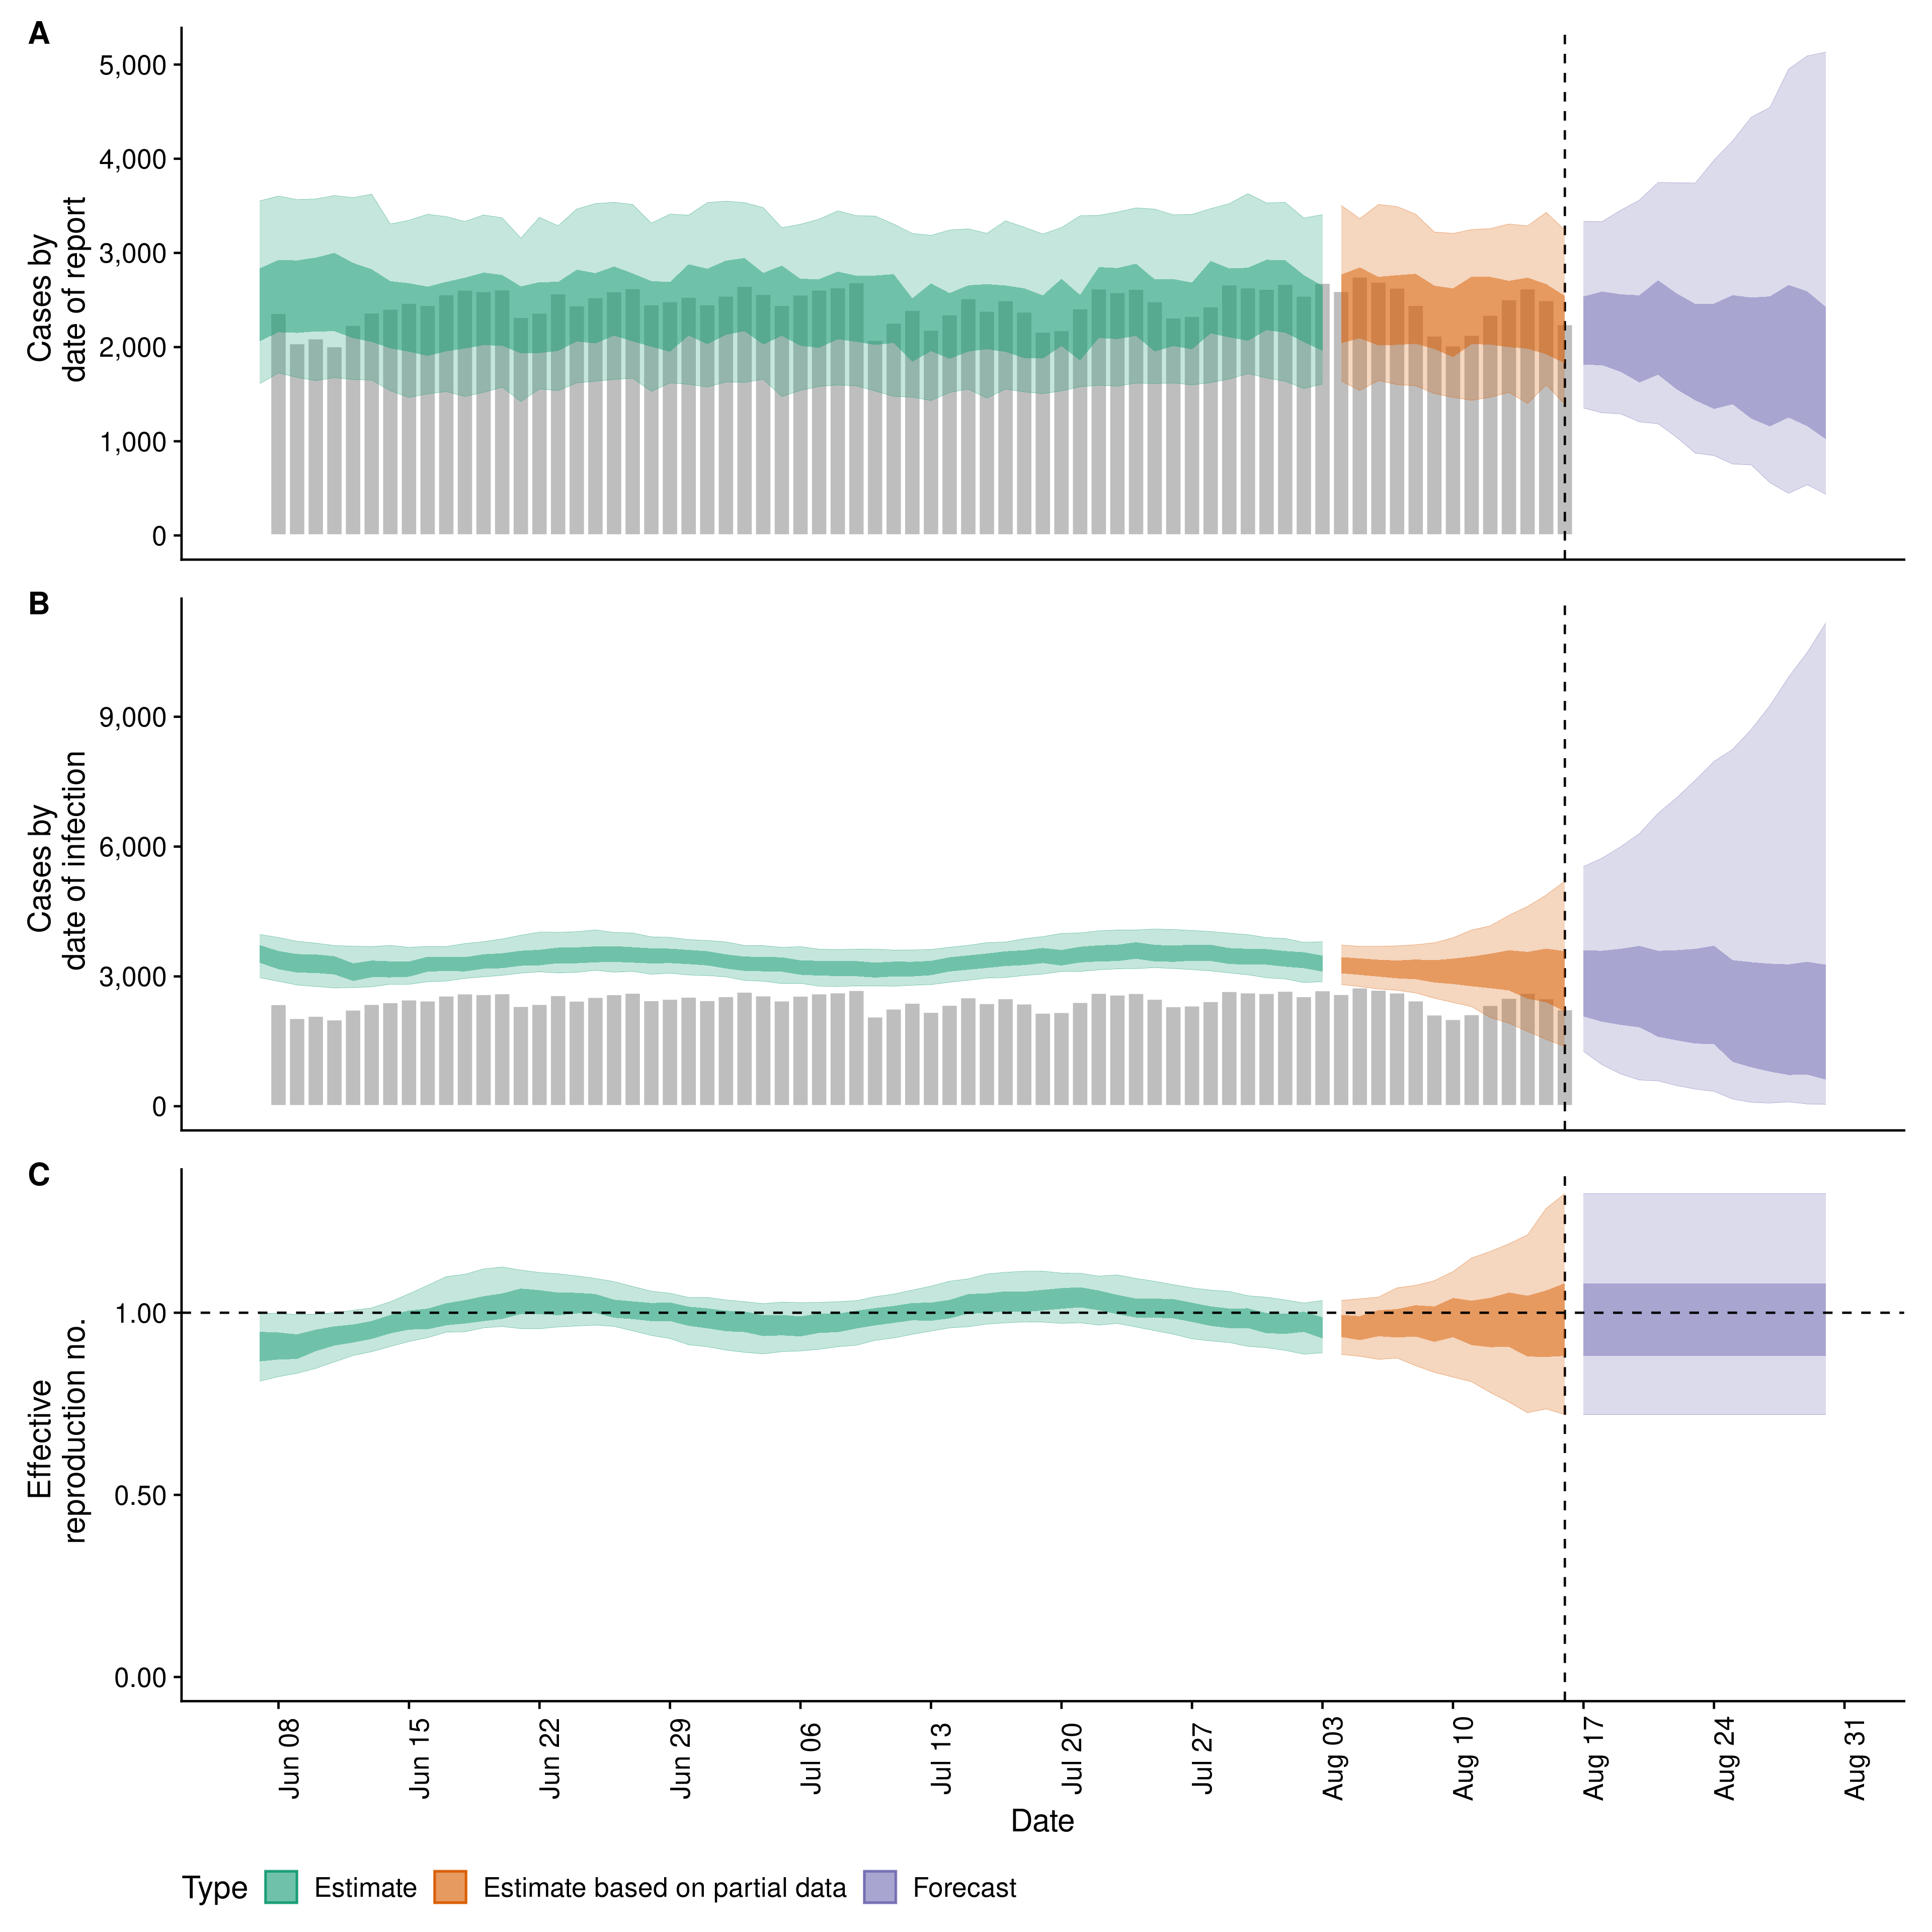 A
5,000
4,000
3,000
2,000
1,000
0
Cases by
date of report
B
9,000
6,000
3,000
0
Cases by
date of infection
C
1.00
0.50
0.00
Effective
reproduction no.
Jun 08
Jun 15
Jun 22
Jun 29
Jul 06
Jul 13
Jul 20
Jul 27
Aug 03
Aug 10
Aug 17
Aug 24
Aug 31
Date
Type Estimate Estimate based on partial data Forecast